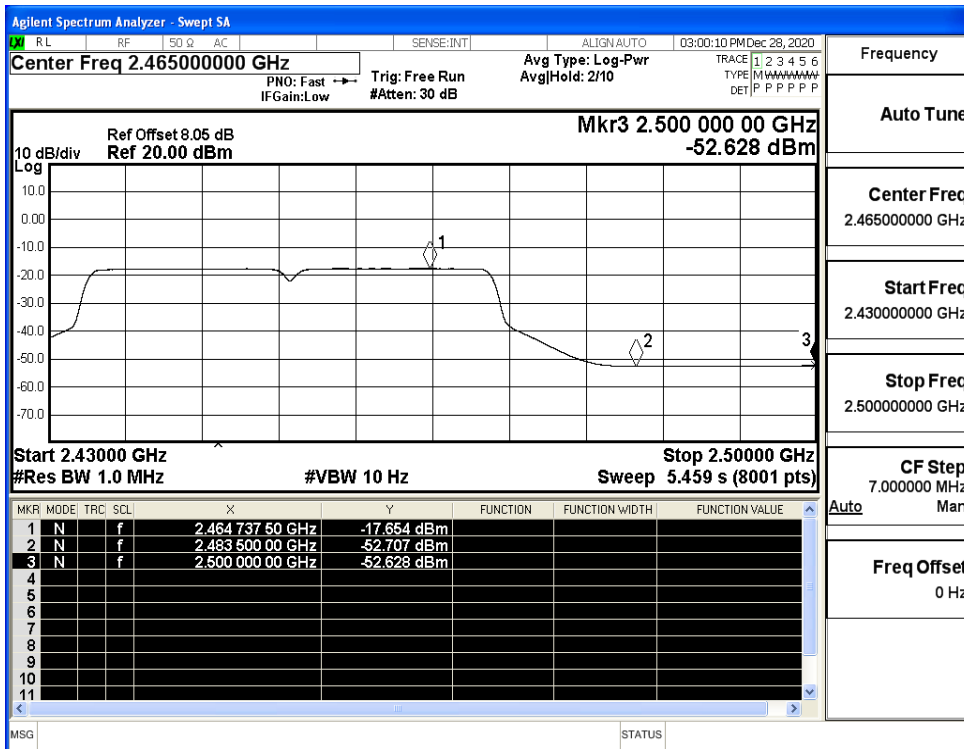 Agilent Spectrum Analyzer - Swept SA
LXI RL RF 50 Ω AC SENSE:INT ALIGN AUTO 03:00:10 PM Dec 28, 2020
Center Freq 2.465000000 GHz
PNO: Fast
IFGain:Low
Trig: Free Run
#Atten: 30 dB
Avg Type: Log-Pwr
Avg|Hold: 2/10
TRACE 1 2 3 4 5 6
TYPE M WWWWW
DET P P P P P P
Ref Offset 8.05 dB
10 dB/div Ref 20.00 dBm
Log
Mkr3 2.500 000 00 GHz
-52.628 dBm
10.0
0.00
-10.0
-20.0
-30.0
-40.0
-50.0
-60.0
-70.0
1
2
3
Start 2.43000 GHz Stop 2.50000 GHz
#Res BW 1.0 MHz #VBW 10 Hz Sweep 5.459 s (8001 pts)
MKR MODE TRC SCL X Y FUNCTION FUNCTION WIDTH FUNCTION VALUE
1 N f 2.464 737 50 GHz -17.654 dBm
2 N f 2.483 500 00 GHz -52.707 dBm
3 N f 2.500 000 00 GHz -52.628 dBm
4
5
6
7
8
9
10
11
MSG STATUS
Frequency
Auto Tune
Center Freq
2.465000000 GHz
Start Freq
2.430000000 GHz
Stop Freq
2.500000000 GHz
CF Step
7.000000 MHz
Auto Man
Freq Offset
0 Hz